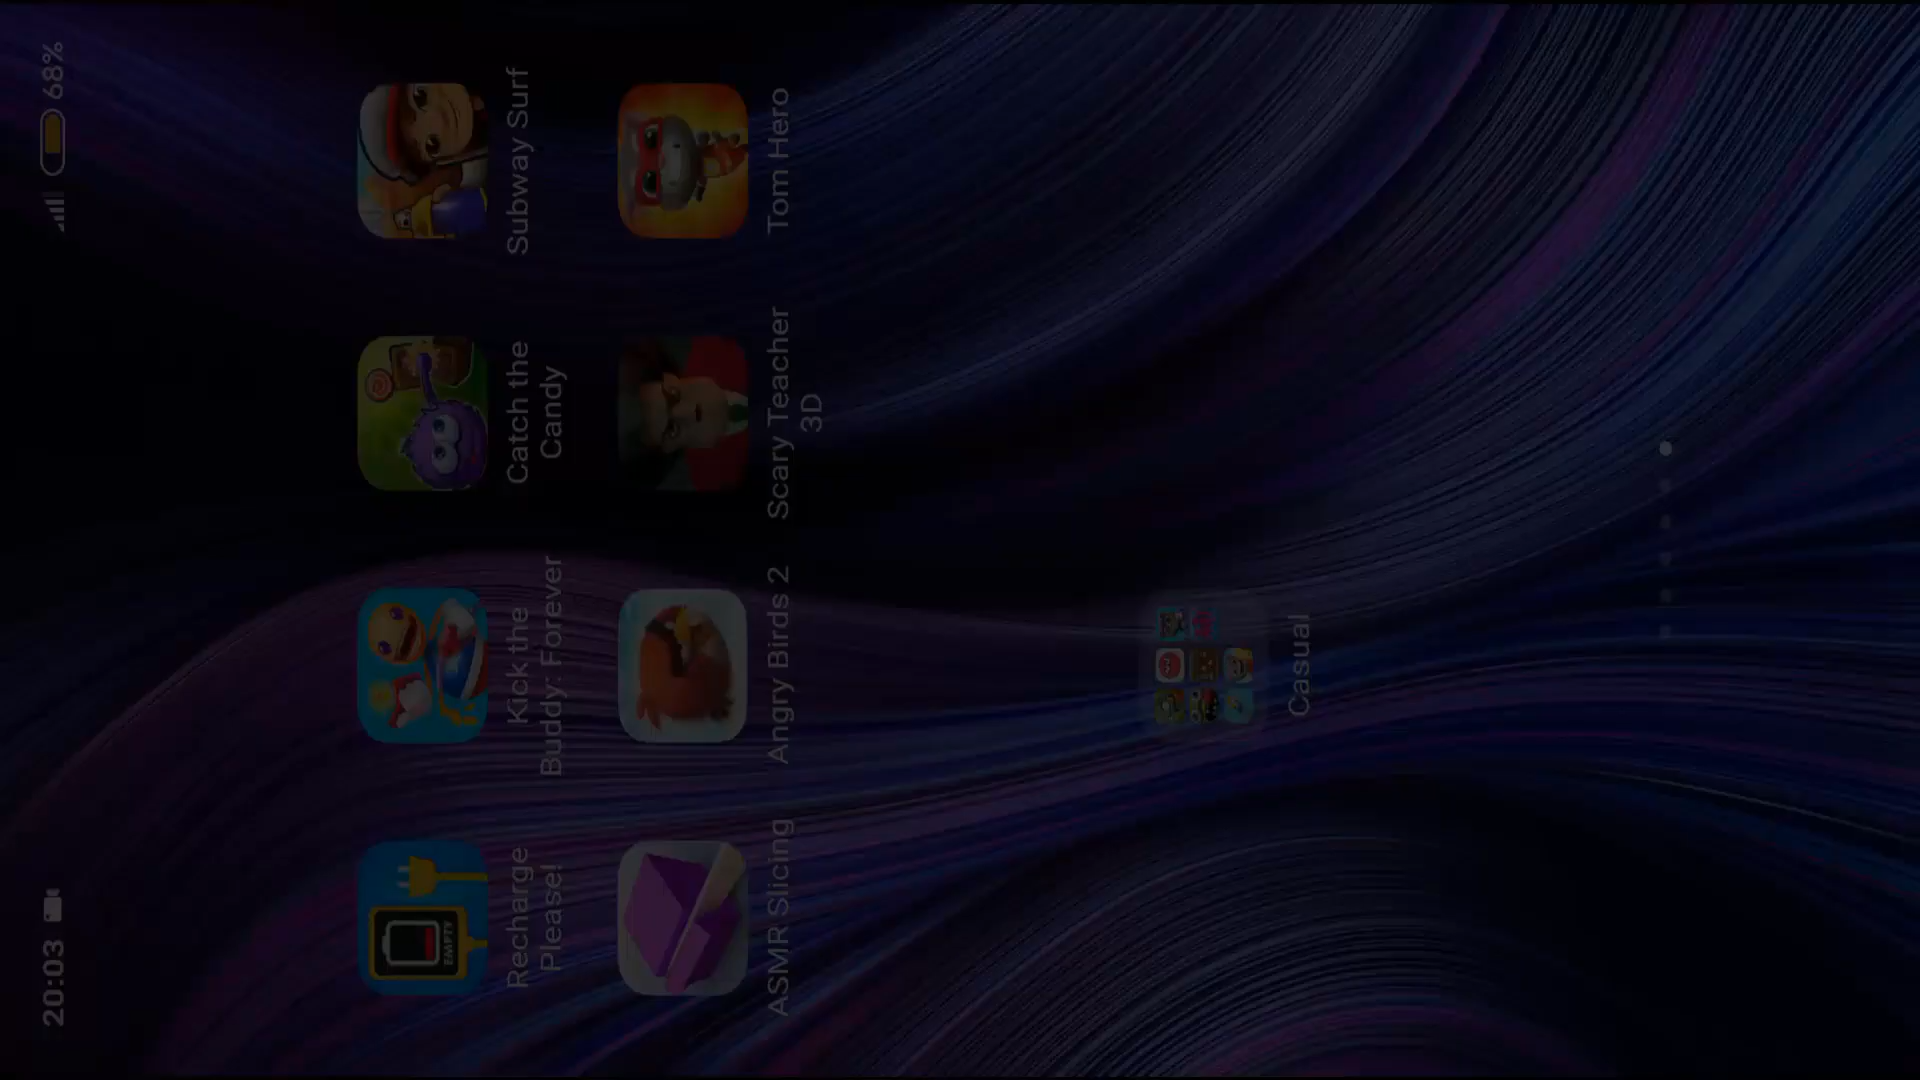 20:03
68%
Recharge
Please!
Kick the
Buddy: Forever
Catch the
Candy
Subway Surf
EMPTY
ASMR Slicing
Angry Birds 2
Scary Teacher
3D
Tom Hero
Casual